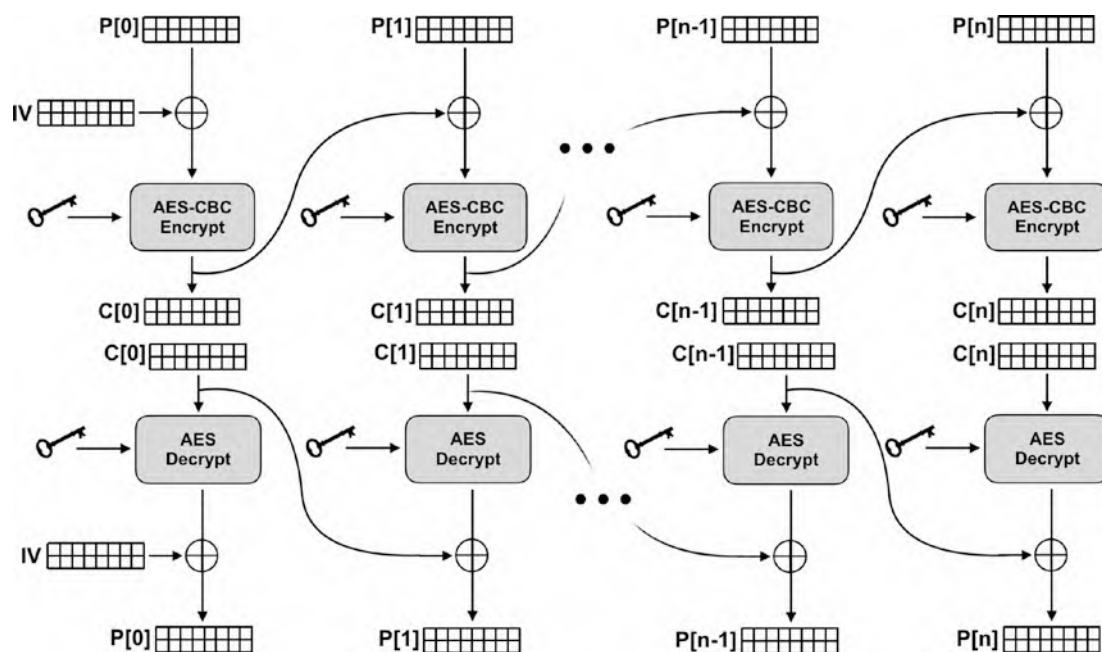 P[0] P[1] P[n-1] P[n]
IV
AES-CBC Encrypt
AES-CBC Encrypt
AES-CBC Encrypt
AES-CBC Encrypt
C[0] C[1] C[n-1] C[n]
C[0] C[1] C[n-1] C[n]
AES Decrypt
AES Decrypt
AES Decrypt
AES Decrypt
IV
P[0] P[1] P[n-1] P[n]